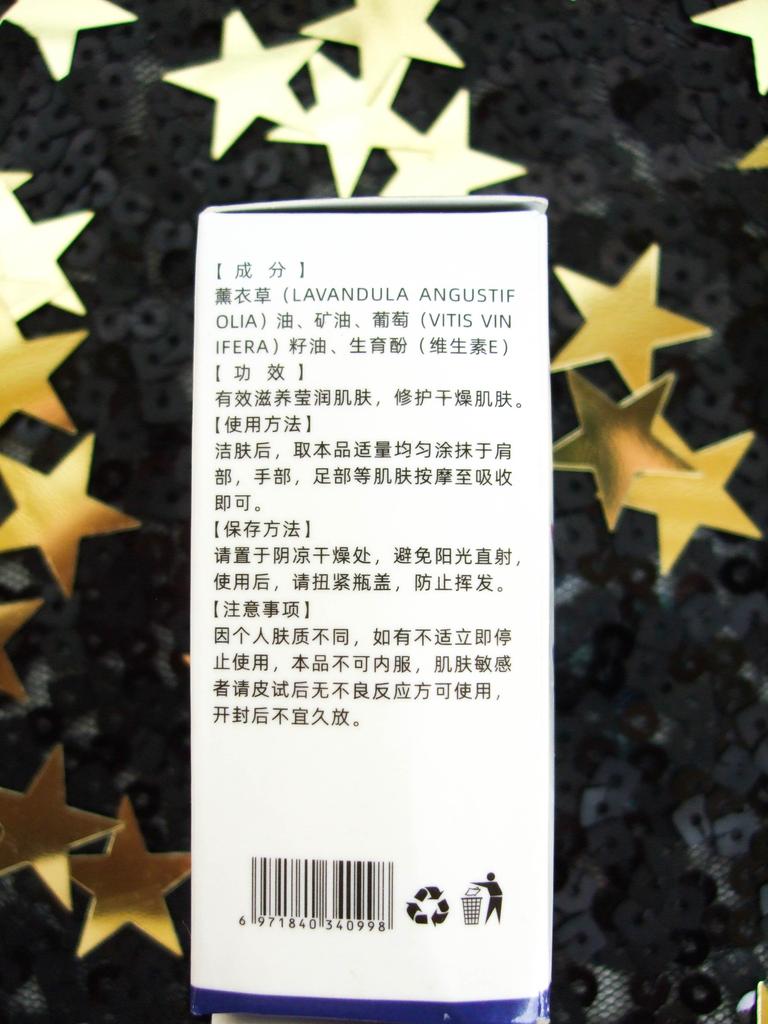 【 成 分 】
薰衣草（LAVANDULA ANGUSTIF
OLIA）油、矿油、葡萄（VITIS VIN
IFERA）籽油、生育酚（维生素E）
【 功 效 】
有效滋养莹润肌肤，修护干燥肌肤。
【使用方法】
洁肤后，取本品适量均匀涂抹于肩
部，手部，足部等肌肤按摩至吸收
即可。
【保存方法】
请置于阴凉干燥处，避免阳光直射，
使用后，请扭紧瓶盖，防止挥发。
【注意事项】
因个人肤质不同，如有不适立即停
止使用，本品不可内服，肌肤敏感
者请皮试后无不良反应方可使用，
开封后不宜久放。
6 971840 340998